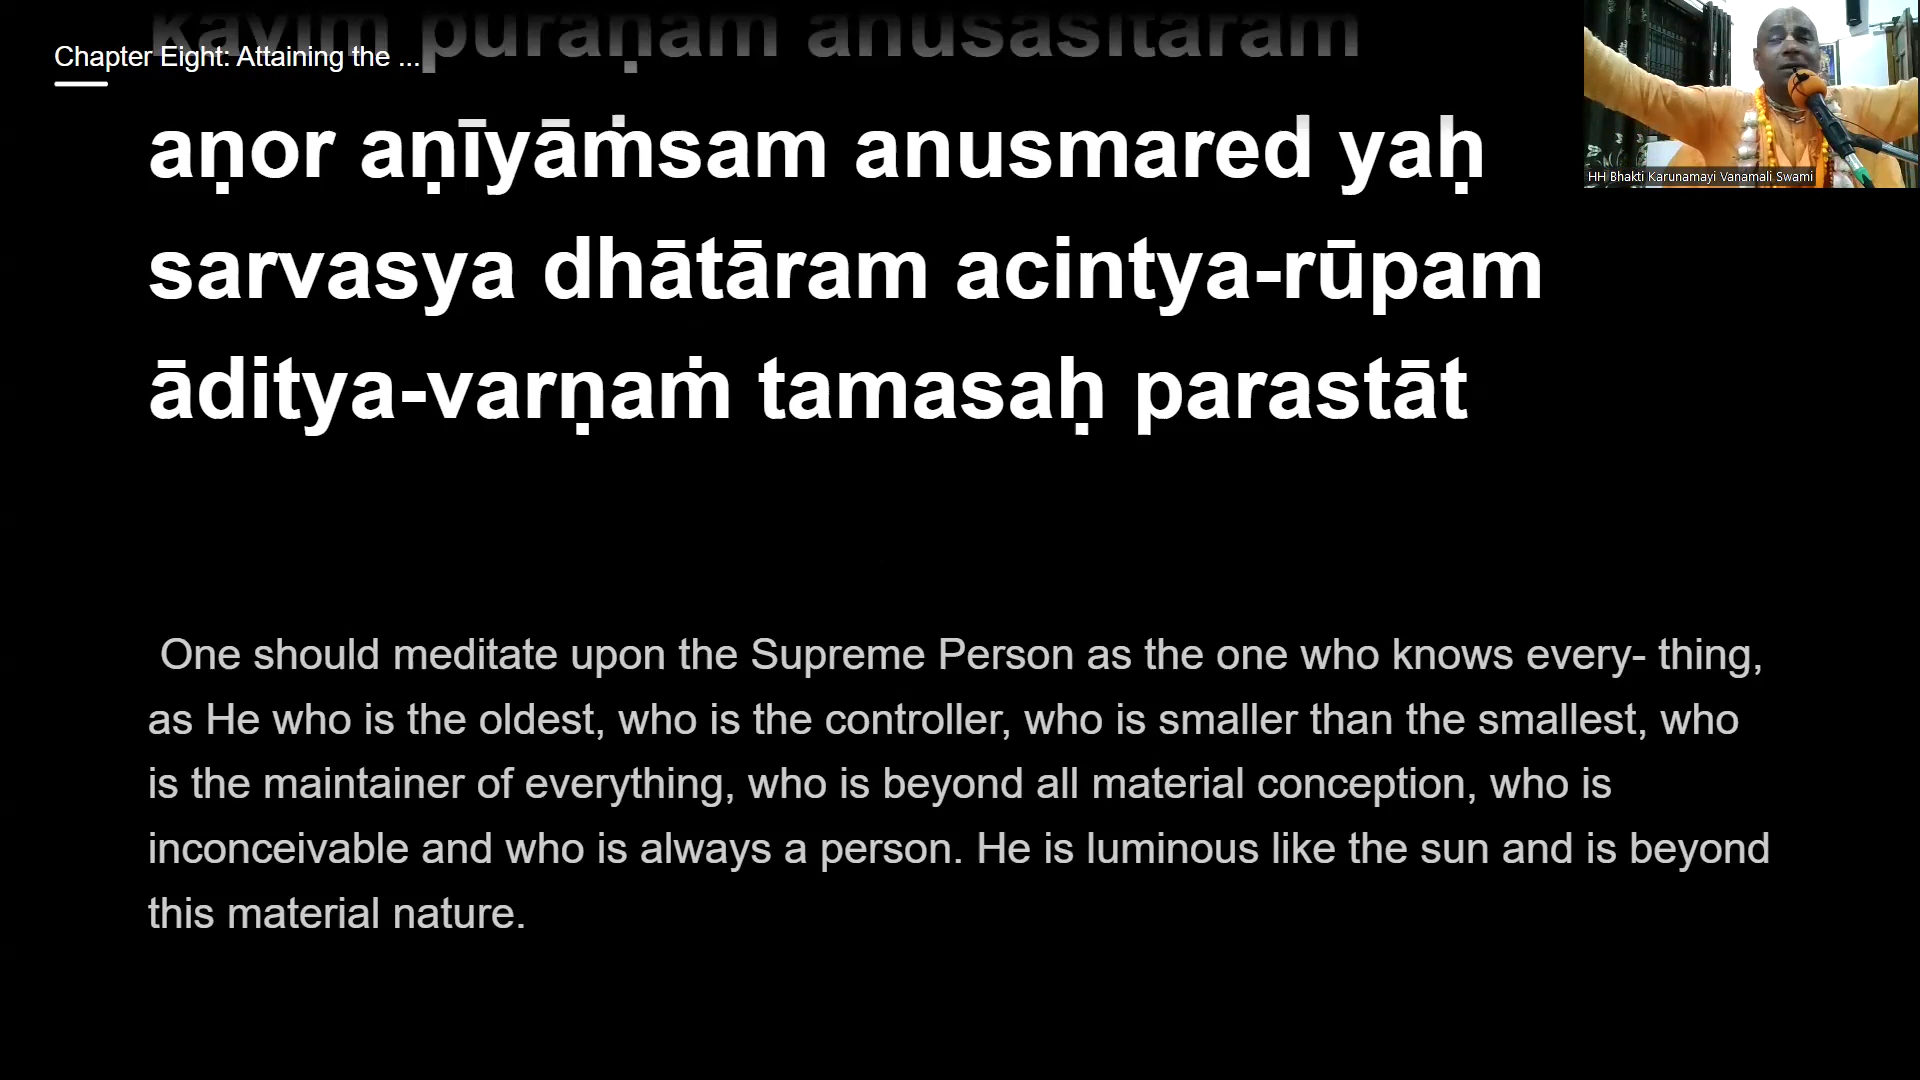 kaviṁ purāṇam anuśāsitāram
Chapter Eight: Attaining the ...
aṇor aṇīyāṁsam anusmared yaḥ
HH Bhakti Karunamayi Vanamali Swami
sarvasya dhātāram acintya-rūpam
āditya-varṇaṁ tamasaḥ parastāt
One should meditate upon the Supreme Person as the one who knows every- thing,
as He who is the oldest, who is the controller, who is smaller than the smallest, who
is the maintainer of everything, who is beyond all material conception, who is
inconceivable and who is always a person. He is luminous like the sun and is beyond
this material nature.